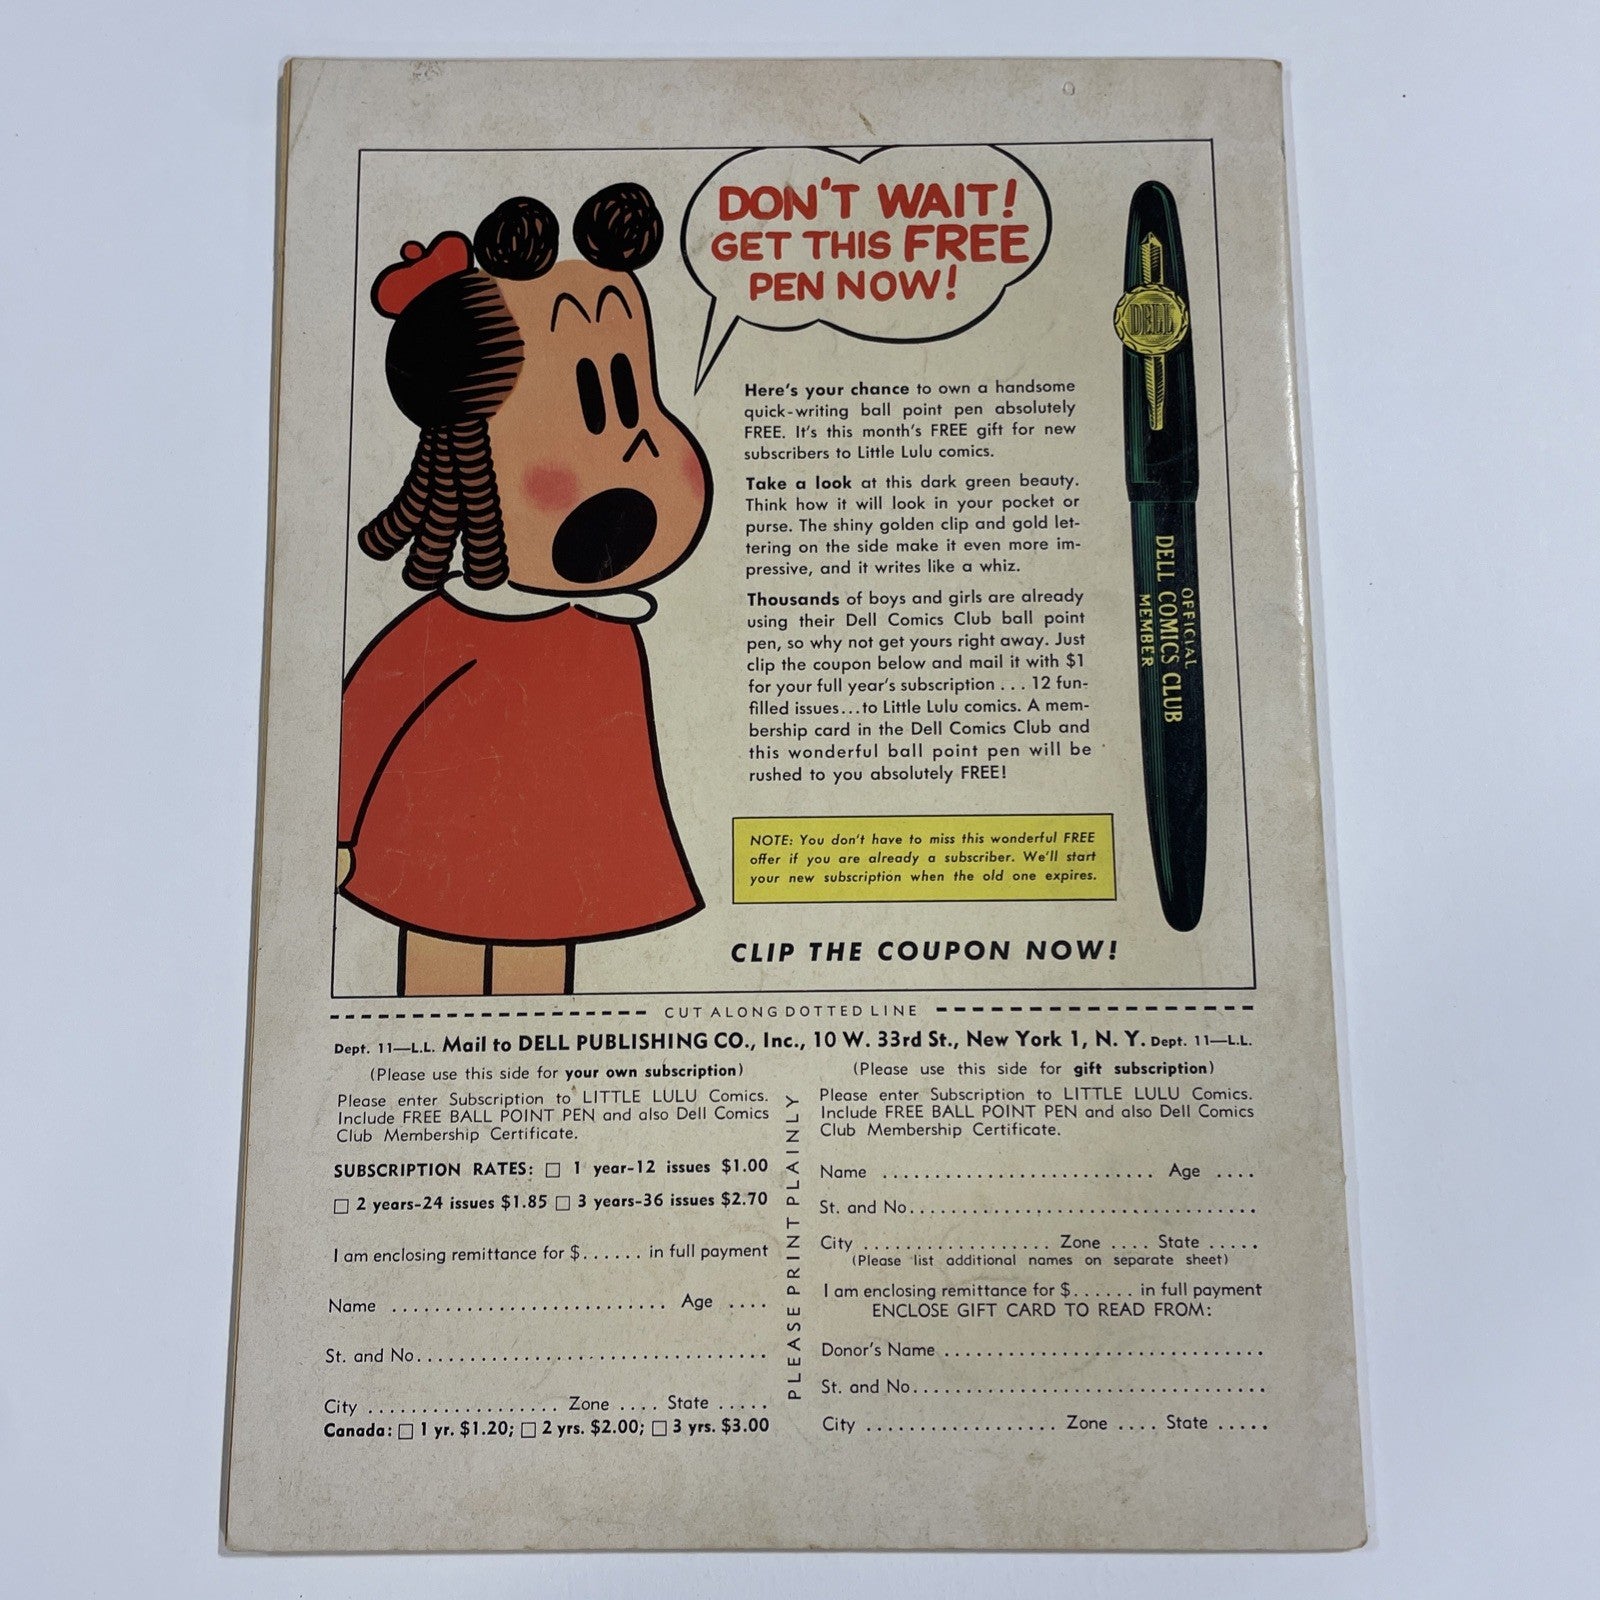 DON'T WAIT!
GET THIS FREE
PEN NOW!
DELL
OFFICIAL
DELL COMICS CLUB
MEMBER
Here's your chance to own a handsome
quick-writing ball point pen absolutely
FREE. It's this month's FREE gift for new
subscribers to Little Lulu comics.
Take a look at this dark green beauty.
Think how it will look in your pocket or
purse. The shiny golden clip and gold let-
tering on the side make it even more im-
pressive, and it writes like a whiz.
Thousands of boys and girls are already
using their Dell Comics Club ball point
pen, so why not get yours right away. Just
clip the coupon below and mail it with $1
for your full year's subscription . . . 12 fun-
filled issues...to Little Lulu comics. A mem-
bership card in the Dell Comics Club and
this wonderful ball point pen will be
rushed to you absolutely FREE!
NOTE: You don't have to miss this wonderful FREE
offer if you are already a subscriber. We'll start
your new subscription when the old one expires.
CLIP THE COUPON NOW!
CUT ALONG DOTTED LINE
Dept. 11—L.L. Mail to DELL PUBLISHING CO., Inc., 10 W. 33rd St., New York 1, N. Y. Dept. 11—L.L.
(Please use this side for your own subscription)
Please enter Subscription to LITTLE LULU Comics.
Include FREE BALL POINT PEN and also Dell Comics
Club Membership Certificate.
SUBSCRIPTION RATES: □ 1 year-12 issues $1.00
□ 2 years-24 issues $1.85 □ 3 years-36 issues $2.70
I am enclosing remittance for $...... in full payment
Name ............................ Age ....
St. and No...................................
City ................... Zone .... State .....
Canada: □ 1 yr. $1.20; □ 2 yrs. $2.00; □ 3 yrs. $3.00
PLEASE PRINT PLAINLY
(Please use this side for gift subscription)
Please enter Subscription to LITTLE LULU Comics.
Include FREE BALL POINT PEN and also Dell Comics
Club Membership Certificate.
Name ............................ Age ....
St. and No...................................
City ................... Zone .... State .....
(Please list additional names on separate sheet)
I am enclosing remittance for $...... in full payment
ENCLOSE GIFT CARD TO READ FROM:
Donor's Name ................................
St. and No...................................
City ................... Zone .... State .....